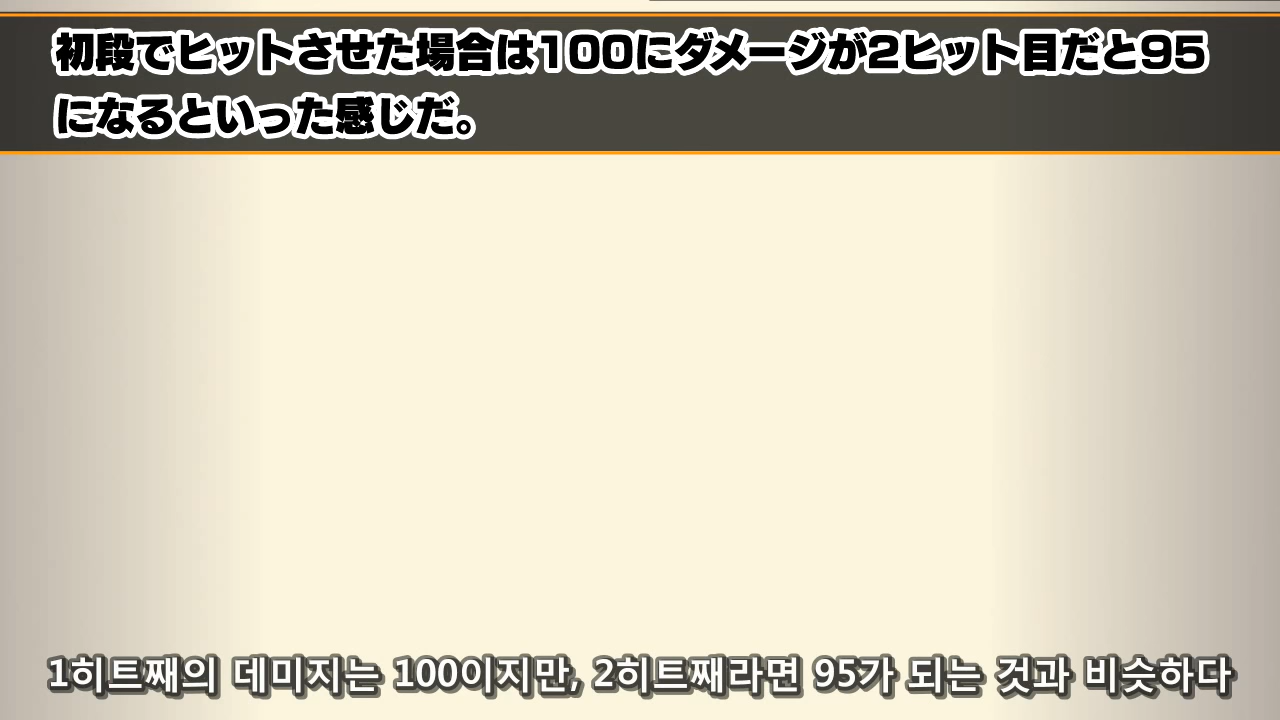 初段でヒットさせた場合は100にダメージが2ヒット目だと95
になるといった感じだ。
1히트째의 데미지는 100이지만, 2히트째라면 95가 되는 것과 비슷하다